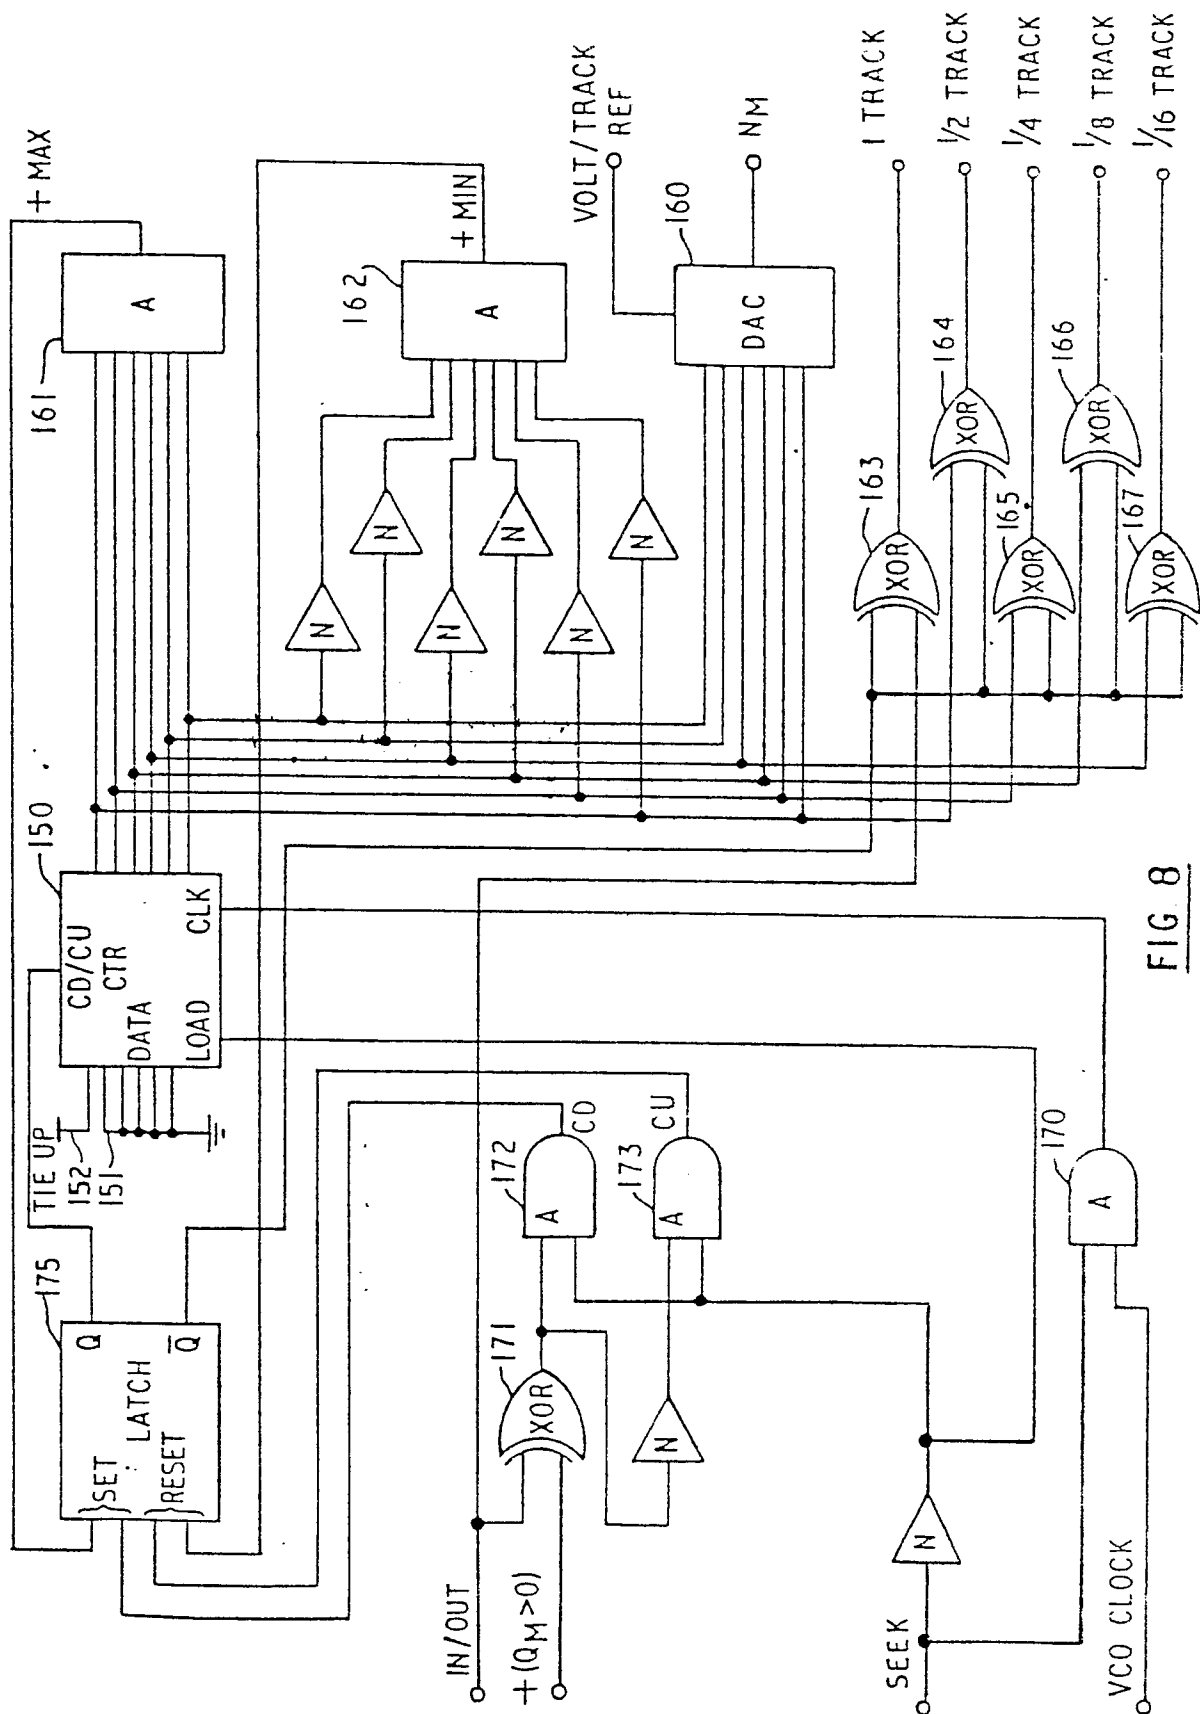 175
SET
LATCH
RESET
Q
Q̅
TIE UP
152
151
150
CD/CU
CTR
DATA
LOAD
CLK
161
A
+MAX
162
A
+MIN
N
N
N
N
N
N
VOLT/TRACK
REF
160
DAC
NM
IN/OUT
+(QM>0)
171
XOR
N
172
A
CD
173
A
CU
SEEK
N
VCO CLOCK
170
A
163
XOR
1 TRACK
164
XOR
1/2 TRACK
165
XOR
1/4 TRACK
166
XOR
1/8 TRACK
167
XOR
1/16 TRACK
FIG 8